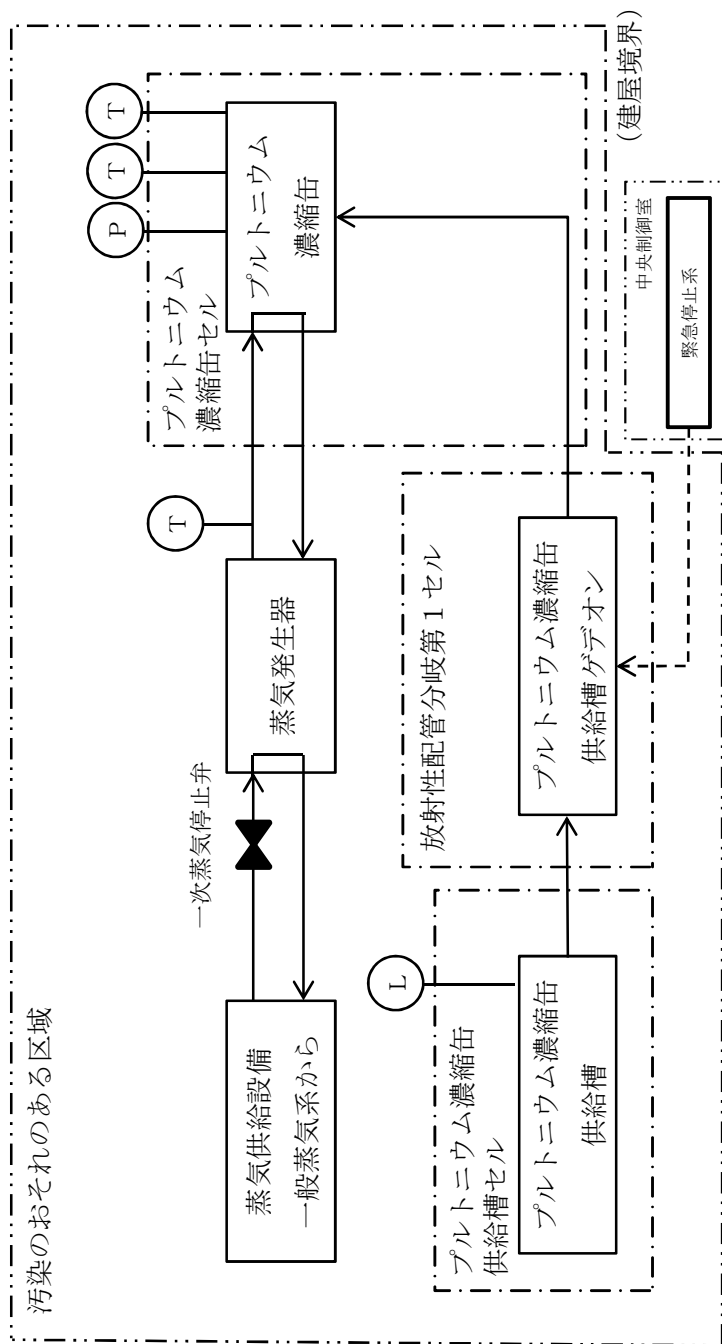 汚染のおそれのある区域
蒸気供給設備
一般蒸気系から
一次蒸気停止弁
蒸気発生器
T
プルトニウム
濃縮缶セル
P
T
T
プルトニウム
濃縮缶
プルトニウム濃縮缶
供給槽セル
L
プルトニウム濃縮缶
供給槽
放射性配管分岐第1セル
プルトニウム濃縮缶
供給槽ゲデオン
(建屋境界)
中央制御室
緊急停止系